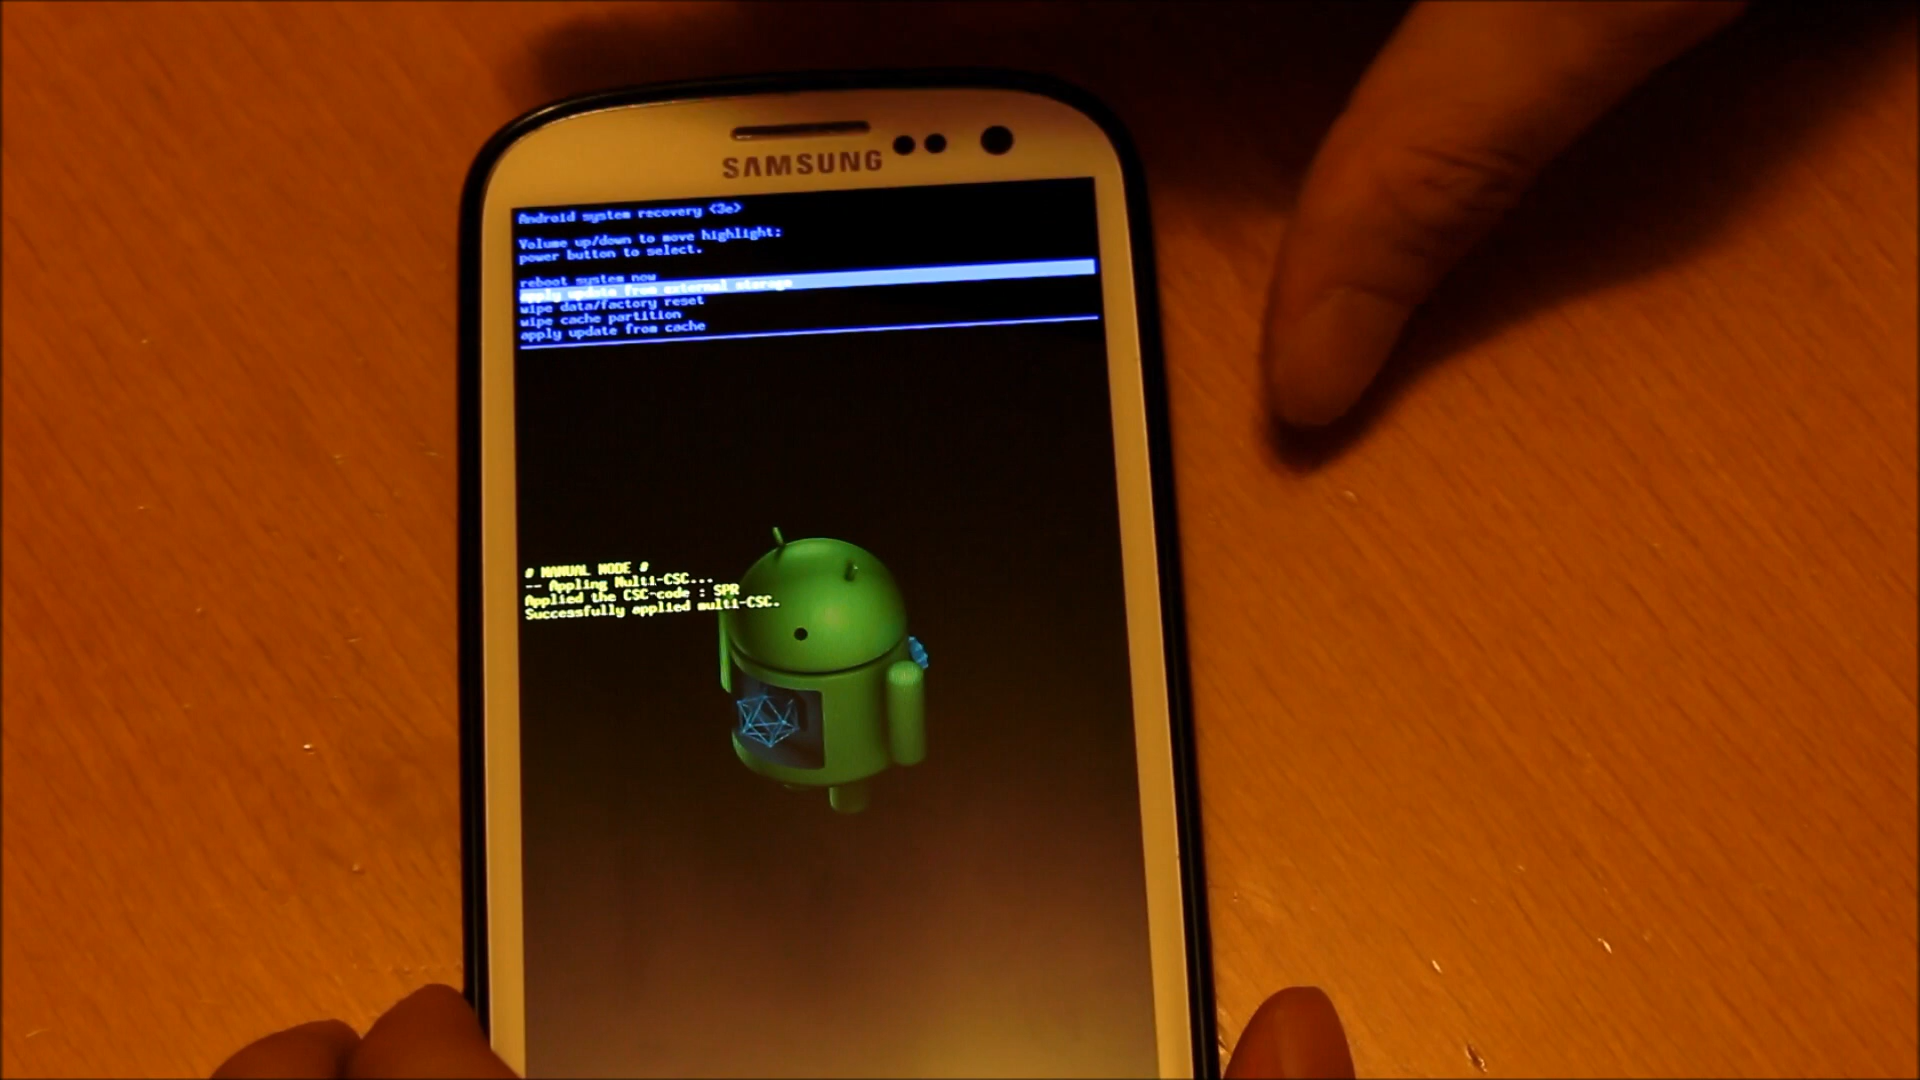 SAMSUNG
Android system recovery <3e>
Volume up/down to move highlight;
power button to select.
reboot system now
apply update from external storage
wipe data/factory reset
wipe cache partition
apply update from cache
# MANUAL MODE #
-- Appling Multi-CSC...
Applied the CSC-code : SPR
Successfully applied multi-CSC.